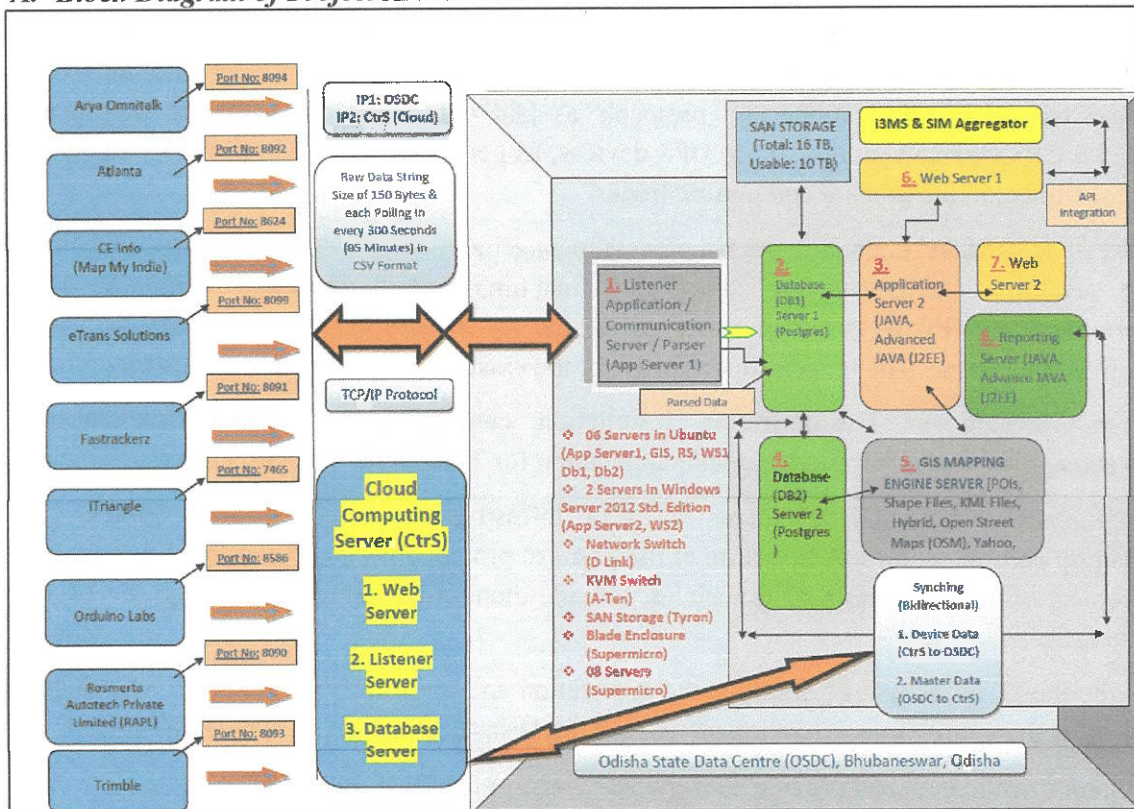 A. Block Diagram of Project
Arya Omnitalk
Port No: 8094
Atlanta
Port No: 8092
CE Info
(Map My India)
Port No: 8624
eTrans Solutions
Port No: 8099
Fastrackerz
Port No: 8091
iTriangle
Port No: 7465
Orduino Labs
Port No: 8586
Rosmerta
Autotech Private
Limited (RAPL)
Port No: 8090
Trimble
Port No: 8093
IP1: OSDC
IP2: CtrS (Cloud)
Raw Data String
Size of 150 Bytes &
each Polling in
every 300 Seconds
(05 Minutes) in
CSV Format
TCP/IP Protocol
Cloud
Computing
Server (CtrS)
1. Web
Server
2. Listener
Server
3. Database
Server
1. Listener
Application /
Communication
Server / Parser
(App Server 1)
Parsed Data
❖ 06 Servers in Ubuntu
(App Server1, GIS, RS, WS1
Db1, Db2)
❖ 2 Servers in Windows
Server 2012 Std. Edition
(App Server2, WS2)
❖ Network Switch
(D Link)
❖ KVM Switch
(A-Ten)
❖ SAN Storage (Tyron)
❖ Blade Enclosure
(Supermicro)
❖ 08 Servers
(Supermicro)
SAN STORAGE
(Total: 16 TB,
Usable: 10 TB)
i3MS & SIM Aggregator
6. Web Server 1
API
Integration
2.
Database
(DB1)
Server 1
(Postgres)
3.
Application
Server 2
(JAVA,
Advanced
JAVA (J2EE)
7. Web
Server 2
8. Reporting
Server (JAVA,
Advance JAVA
(J2EE)
4.
Database
(DB2)
Server 2
(Postgres
)
5. GIS MAPPING
ENGINE SERVER [POIs,
Shape Files, KML Files,
Hybrid, Open Street
Maps (OSM), Yahoo,
Synching
(Bidirectional)
1. Device Data
(CtrS to OSDC)
2. Master Data
(OSDC to CtrS)
Odisha State Data Centre (OSDC), Bhubaneswar, Odisha